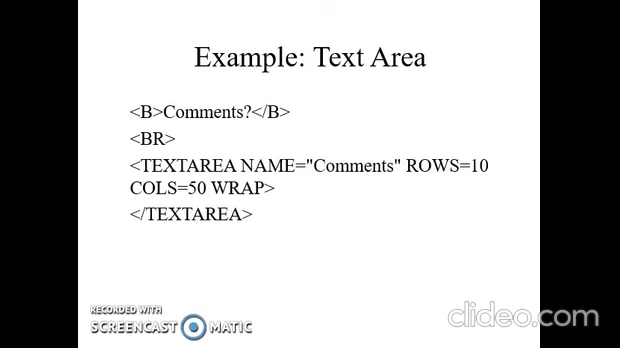 Example: Text Area
<B>Comments?</B>
<BR>
<TEXTAREA NAME="Comments" ROWS=10
COLS=50 WRAP>
</TEXTAREA>
RECORDED WITH
SCREENCAST MATIC
clideo.com